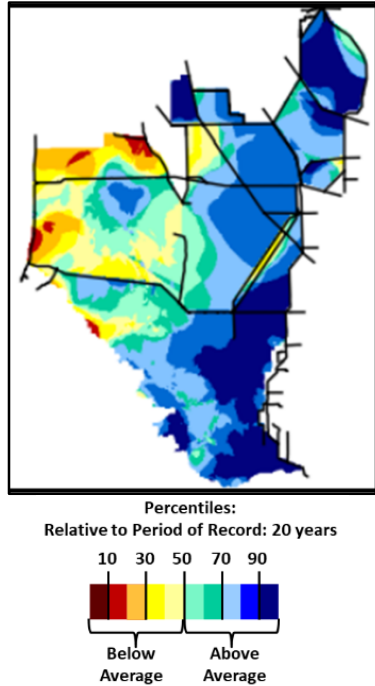 Percentiles:
Relative to Period of Record: 20 years
10 30 50 70 90
Below Above
Average Average